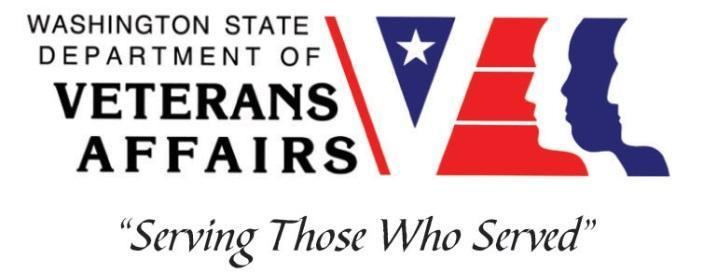 WASHINGTON STATE
DEPARTMENT OF
VETERANS
AFFAIRS
“Serving Those Who Served”